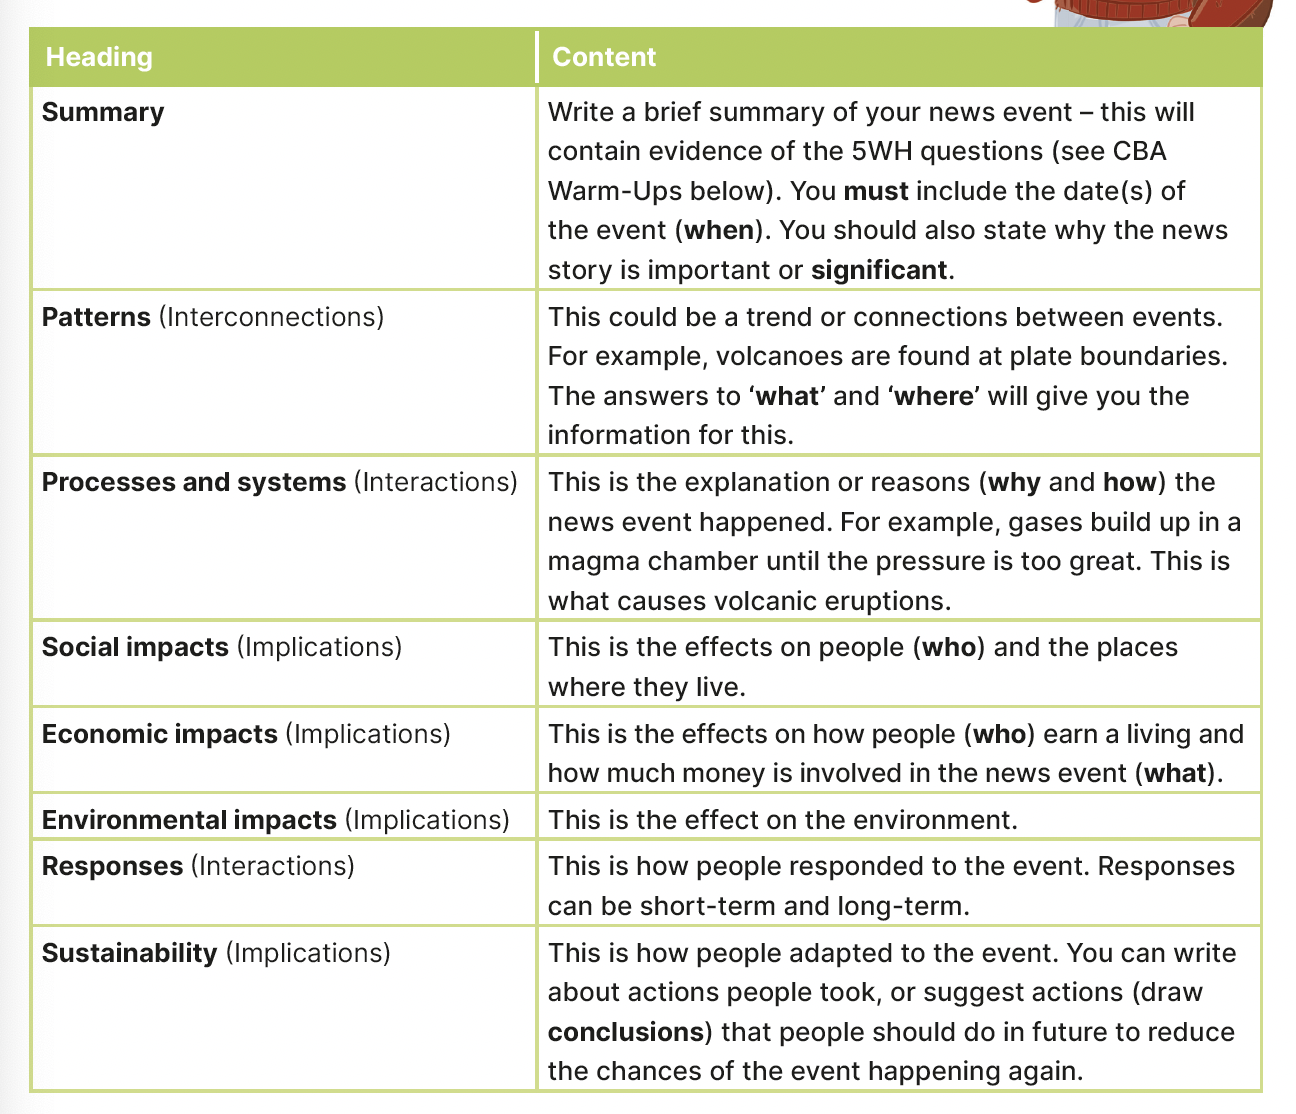 Heading
Content
Summary
Write a brief summary of your news event – this will
contain evidence of the 5WH questions (see CBA
Warm-Ups below). You must include the date(s) of
the event (when). You should also state why the news
story is important or significant.
Patterns (Interconnections)
This could be a trend or connections between events.
For example, volcanoes are found at plate boundaries.
The answers to ‘what’ and ‘where’ will give you the
information for this.
Processes and systems (Interactions)
This is the explanation or reasons (why and how) the
news event happened. For example, gases build up in a
magma chamber until the pressure is too great. This is
what causes volcanic eruptions.
Social impacts (Implications)
This is the effects on people (who) and the places
where they live.
Economic impacts (Implications)
This is the effects on how people (who) earn a living and
how much money is involved in the news event (what).
Environmental impacts (Implications)
This is the effect on the environment.
Responses (Interactions)
This is how people responded to the event. Responses
can be short-term and long-term.
Sustainability (Implications)
This is how people adapted to the event. You can write
about actions people took, or suggest actions (draw
conclusions) that people should do in future to reduce
the chances of the event happening again.